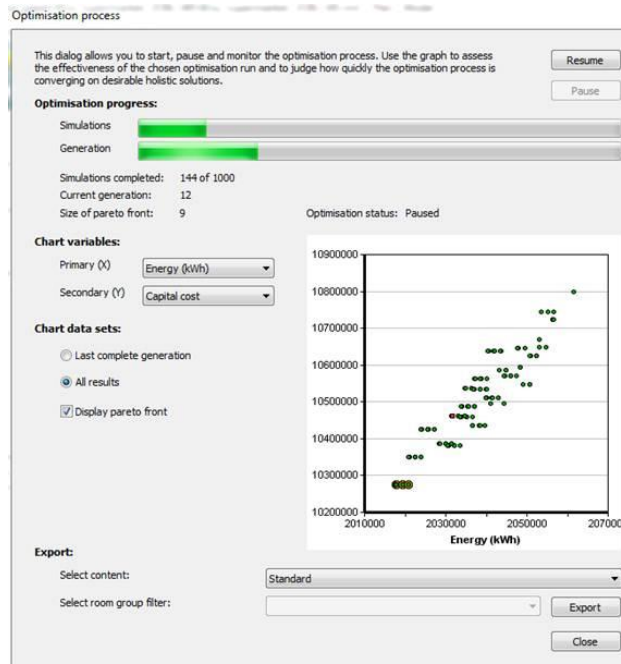 Optimisation process
This dialog allows you to start, pause and monitor the optimisation process. Use the graph to assess
the effectiveness of the chosen optimisation run and to judge how quickly the optimisation process is
converging on desirable holistic solutions.
Resume
Pause
Optimisation progress:
Simulations
Generation
Simulations completed: 144 of 1000
Current generation: 12
Size of pareto front: 9
Optimisation status: Paused
Chart variables:
Primary (X) Energy (kWh)
Secondary (Y) Capital cost
Chart data sets:
Last complete generation
All results
Display pareto front
10900000
10800000
10700000
10600000
10500000
10400000
10300000
10200000
2010000 2030000 2050000 207000
Energy (kWh)
Export:
Select content: Standard
Select room group filter:
Export
Close